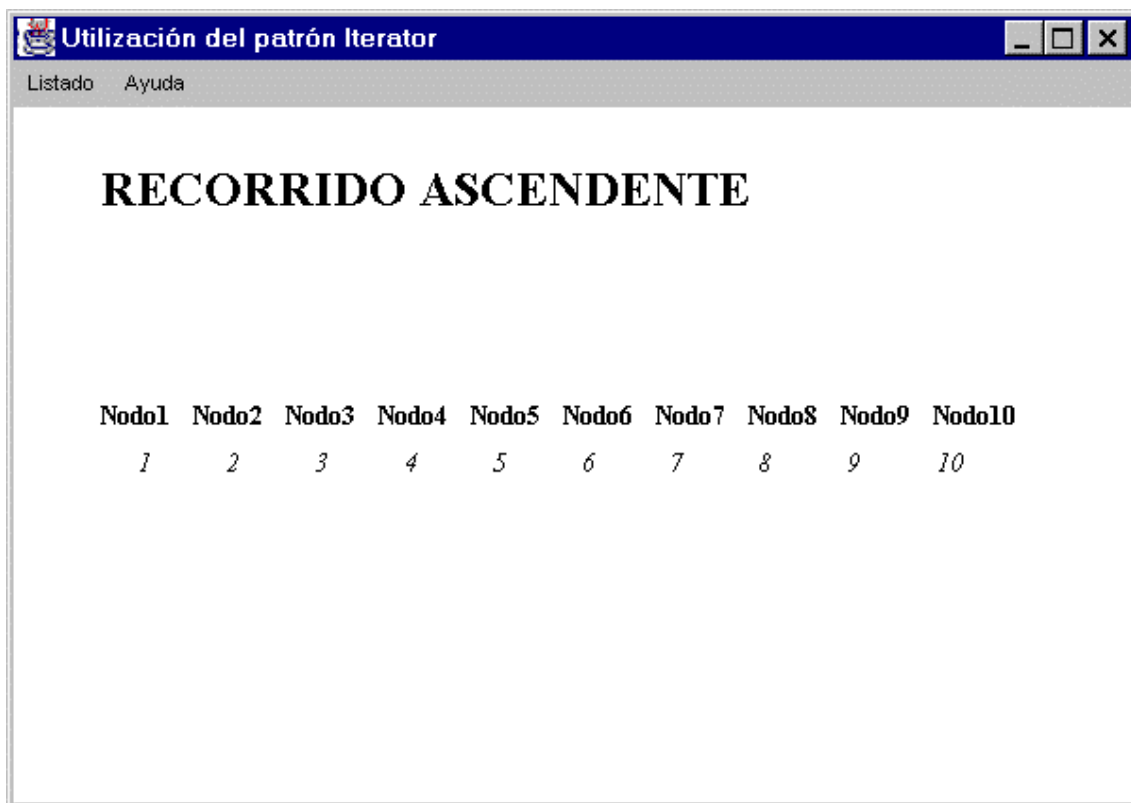 Utilización del patrón Iterator
Listado Ayuda
RECORRIDO ASCENDENTE
Nodo1 Nodo2 Nodo3 Nodo4 Nodo5 Nodo6 Nodo7 Nodo8 Nodo9 Nodo10
1 2 3 4 5 6 7 8 9 10